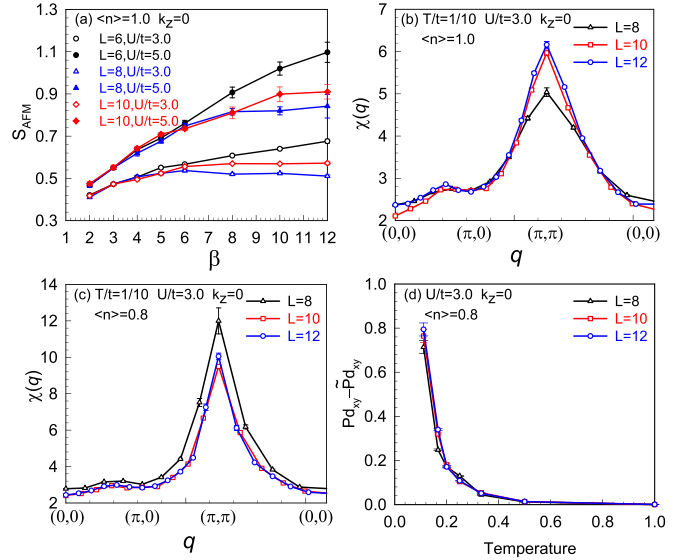 (a) <n>=1.0 k_z=0
L=6,U/t=3.0
L=6,U/t=5.0
L=8,U/t=3.0
L=8,U/t=5.0
L=10,U/t=3.0
L=10,U/t=5.0
S_AFM
1.3
1.1
0.9
0.7
0.5
0.3
1 2 3 4 5 6 7 8 9 10 11 12
β
(b) T/t=1/10 U/t=3.0 k_z=0
<n>=1.0
L=8
L=10
L=12
χ(q)
8
7
6
5
4
3
2
(0,0) (π,0) (π,π) (0,0)
q
(c) T/t=1/10 U/t=3.0 k_z=0
<n>=0.8
L=8
L=10
L=12
χ(q)
14
12
10
8
6
4
2
(0,0) (π,0) (π,π) (0,0)
q
(d) U/t=3.0 k_z=0
<n>=0.8
L=8
L=10
L=12
Pd_xy–P̃d_xy
1.0
0.8
0.6
0.4
0.2
0.0
0.0 0.2 0.4 0.6 0.8 1.0
Temperature